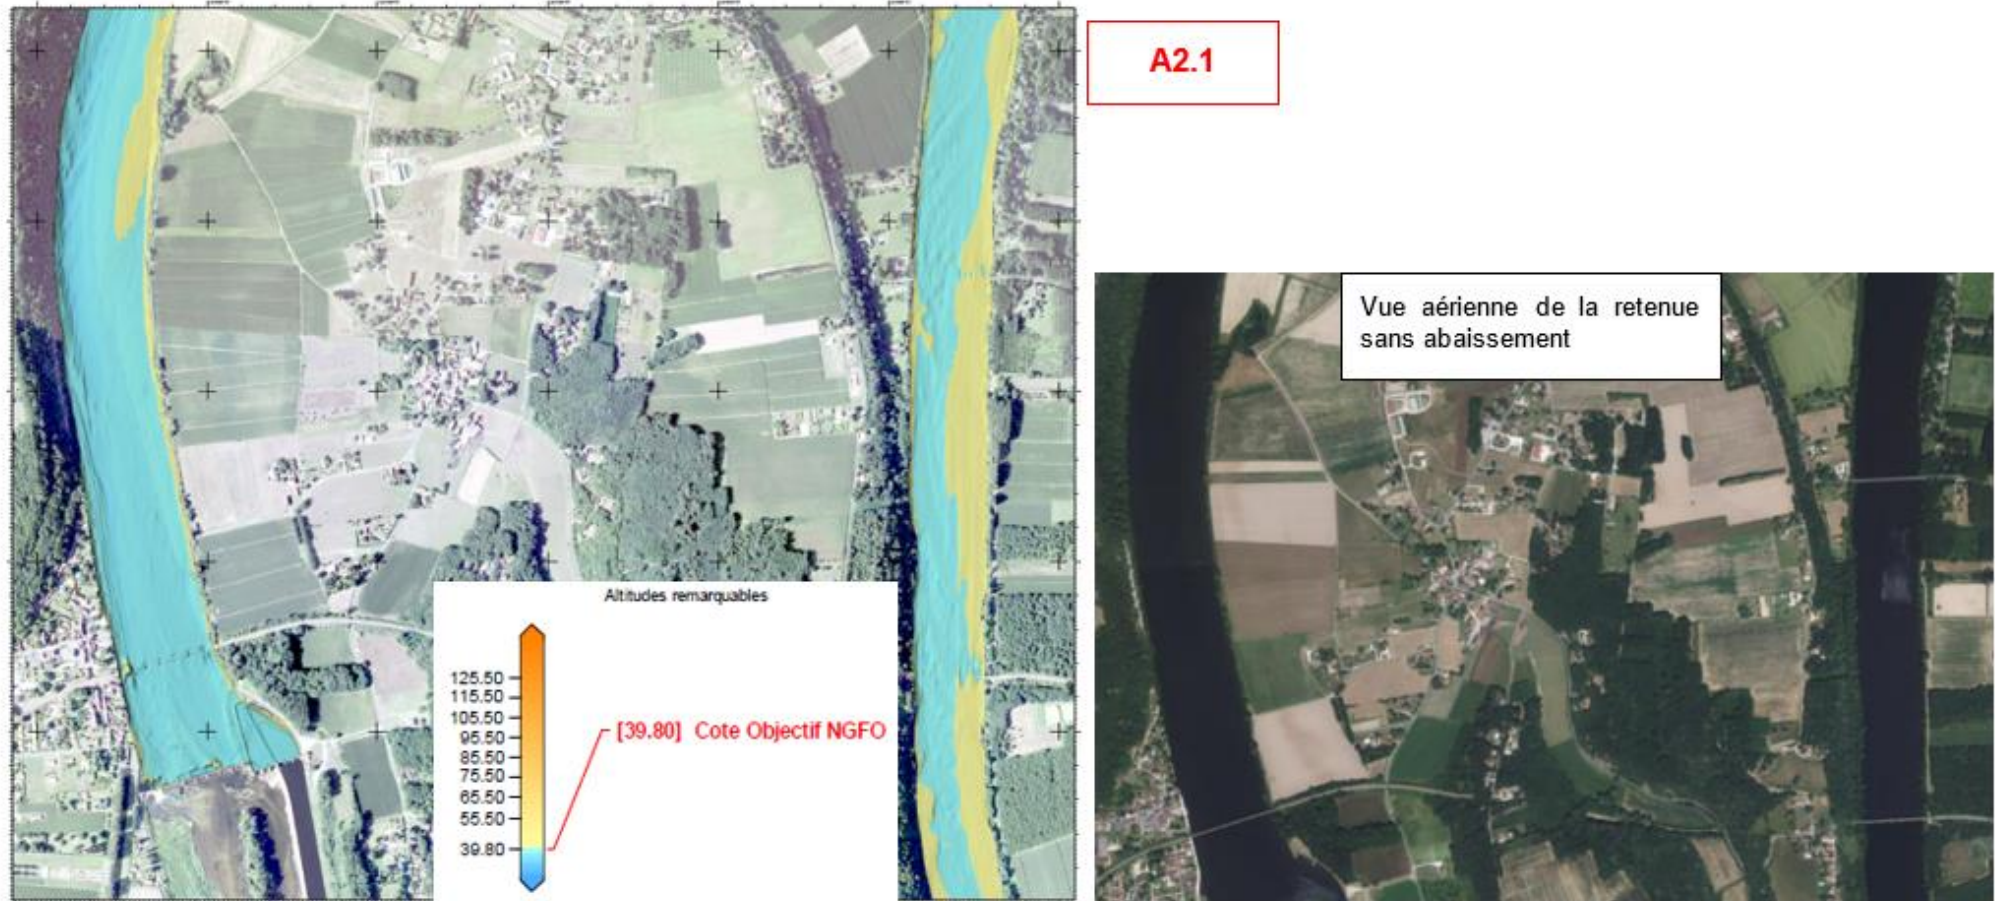 A2.1
Vue aérienne de la retenue
sans abaissement
Altitudes remarquables
125.50
115.50
105.50
95.50
85.50
75.50
65.50
55.50
39.80
[39.80] Cote Objectif NGFO